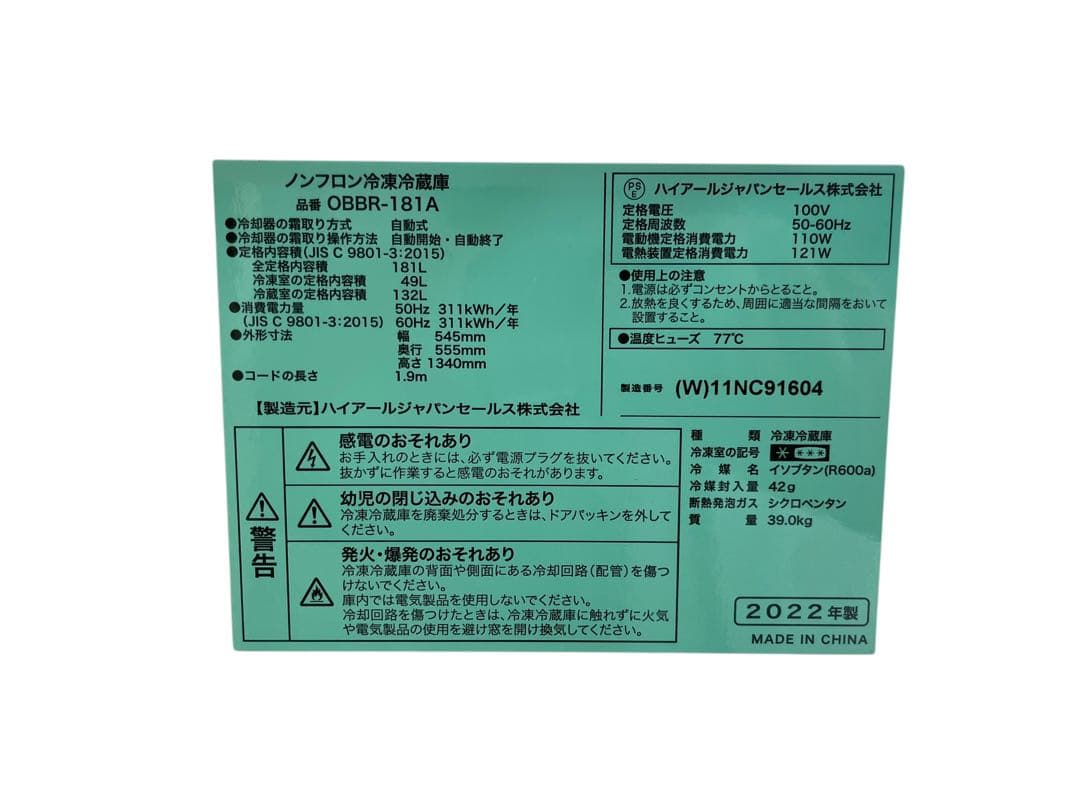 ノンフロン冷凍冷蔵庫
品番 OBBR-181A
●冷却器の霜取り方式 自動式
●冷却器の霜取り操作方法 自動開始・自動終了
●定格内容積(JIS C 9801-3:2015)
全定格内容積 181L
冷凍室の定格内容積 49L
冷蔵室の定格内容積 132L
●消費電力量 50Hz 311kWh/年
(JIS C 9801-3:2015) 60Hz 311kWh/年
●外形寸法 幅 545mm
奥行 555mm
高さ 1340mm
●コードの長さ 1.9m
【製造元】ハイアールジャパンセールス株式会社
PS
E
ハイアールジャパンセールス株式会社
定格電圧 100V
定格周波数 50-60Hz
電動機定格消費電力 110W
電熱装置定格消費電力 121W
●使用上の注意
1.電源は必ずコンセントからとること。
2.放熱を良くするため、周囲に適当な間隔をおいて
設置すること。
●温度ヒューズ 77℃
製造番号 (W)11NC91604
警告
感電のおそれあり
お手入れのときには、必ず電源プラグを抜いてください。
抜かずに作業すると感電のおそれがあります。
幼児の閉じ込みのおそれあり
冷凍冷蔵庫を廃棄処分するときは、ドアパッキンを外して
ください。
発火・爆発のおそれあり
冷凍冷蔵庫の背面や側面にある冷却回路(配管)を傷つ
けないでください。
庫内では電気製品を使用しないでください。
冷却回路を傷つけたときは、冷凍冷蔵庫に触れずに火気
や電気製品の使用を避け窓を開け換気してください。
種類 冷凍冷蔵庫
冷凍室の記号
冷媒名 イソブタン(R600a)
冷媒封入量 42g
断熱発泡ガス シクロペンタン
質量 39.0kg
2022年製
MADE IN CHINA